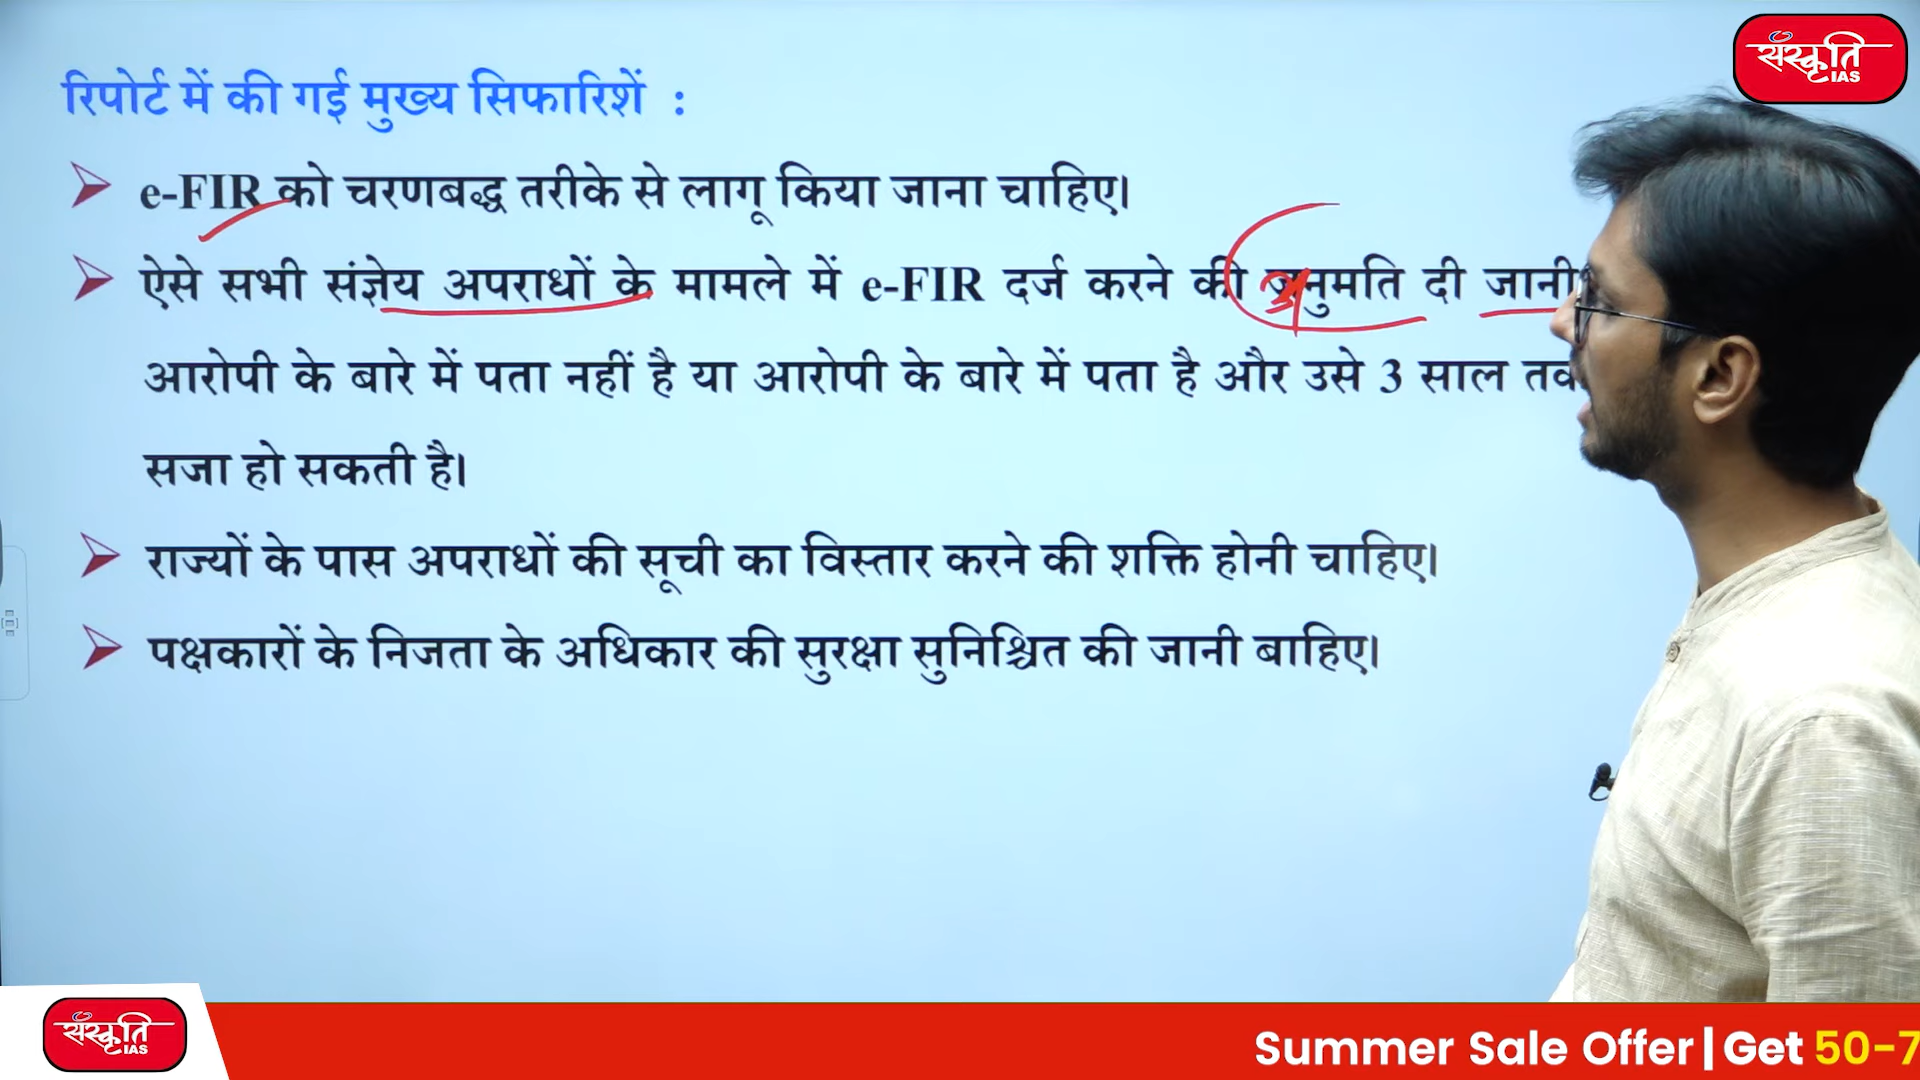 संस्कृति
IAS
रिपोर्ट में की गई मुख्य सिफारिशें :
e-FIR को चरणबद्ध तरीके से लागू किया जाना चाहिए।
ऐसे सभी संज्ञेय अपराधों के मामले में e-FIR दर्ज करने की अनुमति दी जानी
आरोपी के बारे में पता नहीं है या आरोपी के बारे में पता है और उसे 3 साल तक
सजा हो सकती है।
राज्यों के पास अपराधों की सूची का विस्तार करने की शक्ति होनी चाहिए।
पक्षकारों के निजता के अधिकार की सुरक्षा सुनिश्चित की जानी बाहिए।
संस्कृति
IAS
Summer Sale Offer | Get 50-7